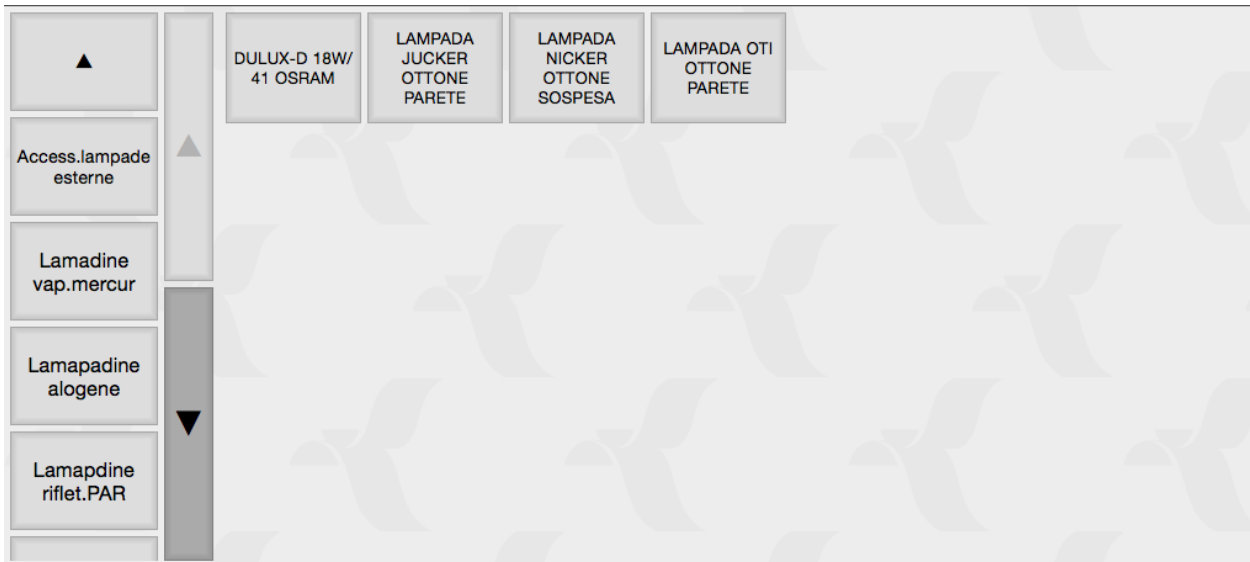 ▲
Access.lampade
esterne
Lamadine
vap.mercur
Lamapadine
alogene
Lamapdine
riflet.PAR
▲
▼
DULUX-D 18W/
41 OSRAM
LAMPADA
JUCKER
OTTONE
PARETE
LAMPADA
NICKER
OTTONE
SOSPESA
LAMPADA OTI
OTTONE
PARETE